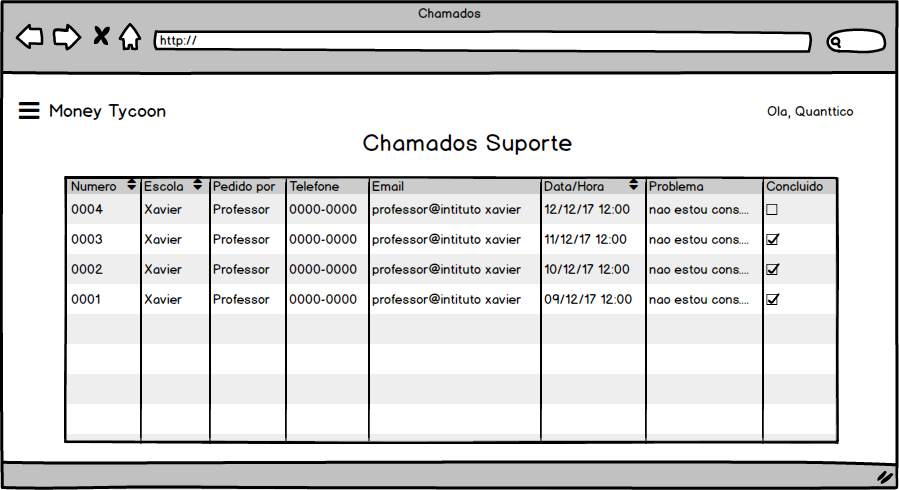 Chamados
http://
Money Tycoon
Ola, Quanttico
Chamados Suporte
Numero Escola Pedido por Telefone Email Data/Hora Problema Concluido
0004 Xavier Professor 0000-0000 professor@intituto xavier 12/12/17 12:00 nao estou cons....
0003 Xavier Professor 0000-0000 professor@intituto xavier 11/12/17 12:00 nao estou cons....
0002 Xavier Professor 0000-0000 professor@intituto xavier 10/12/17 12:00 nao estou cons....
0001 Xavier Professor 0000-0000 professor@intituto xavier 09/12/17 12:00 nao estou cons....